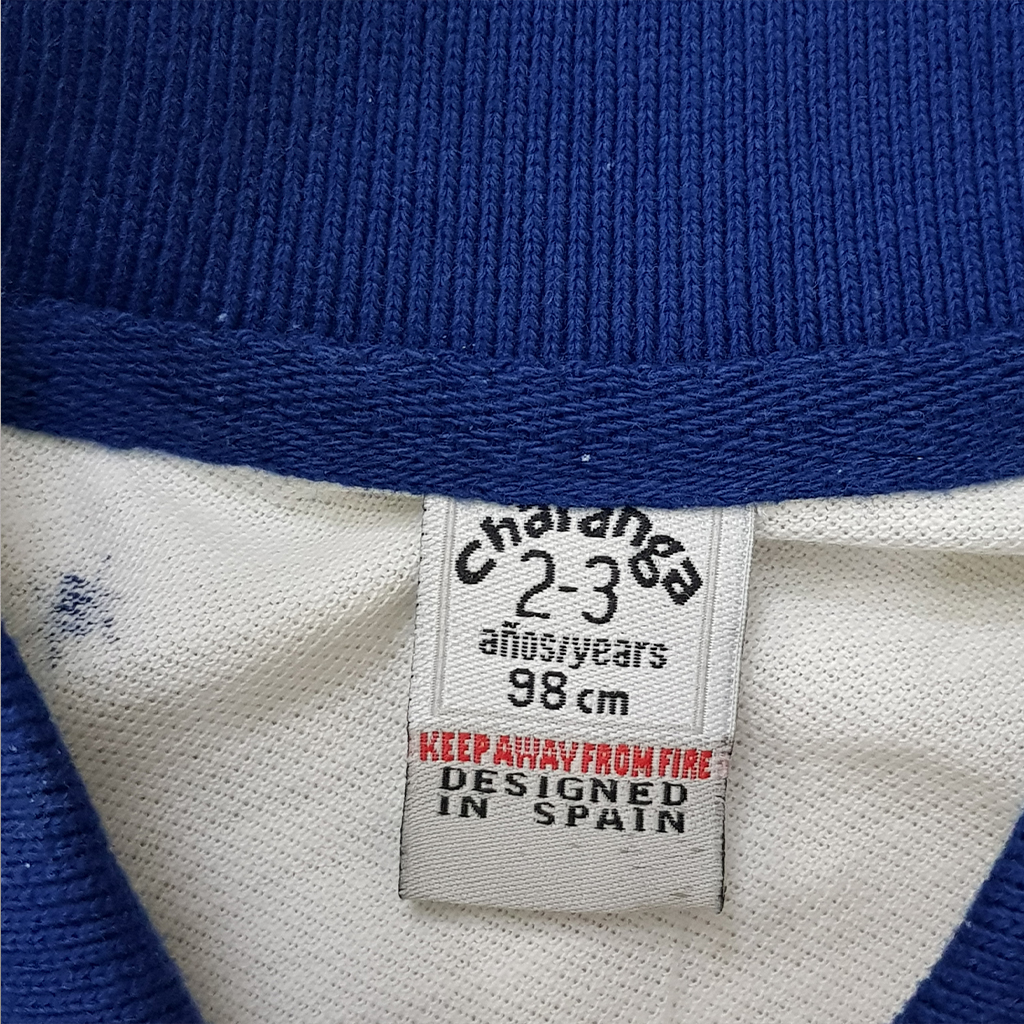 charanga
2-3
años/years
98 cm
KEEP AWAY FROM FIRE
DESIGNED
IN SPAIN